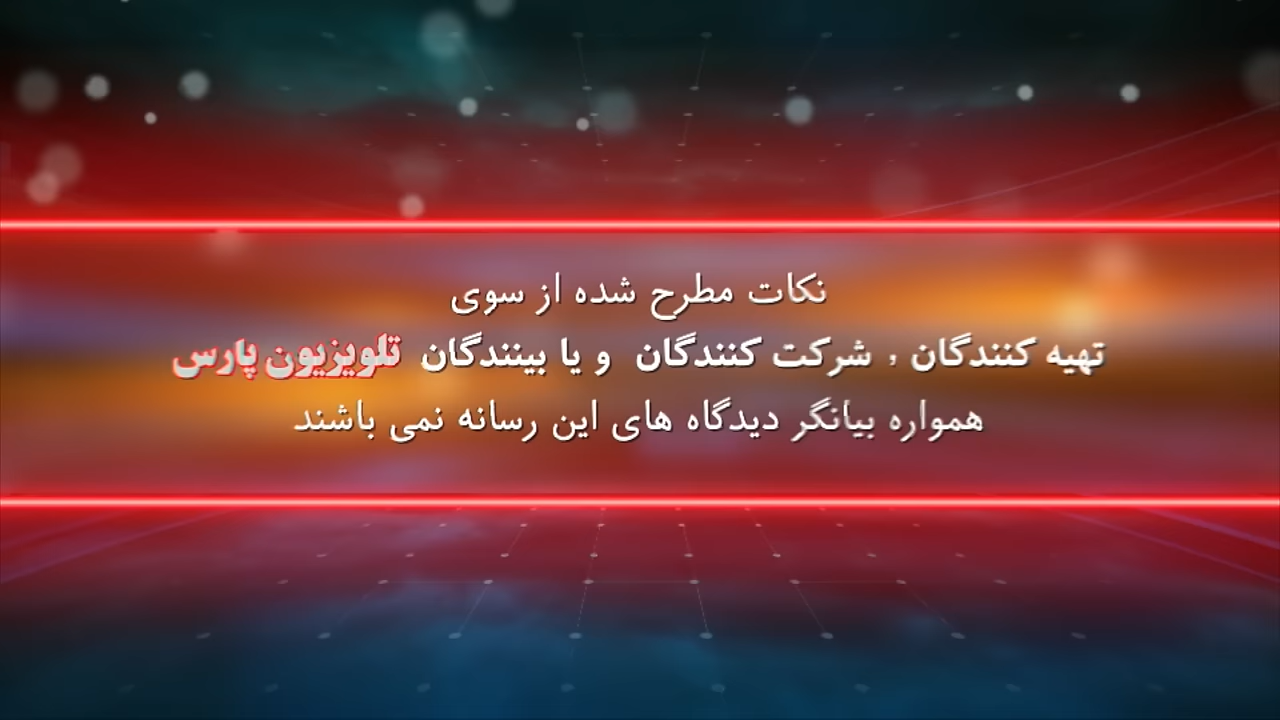 نکات مطرح شده از سوی
تهیه کنندگان , شرکت کنندگان و یا بینندگان تلویزیون پارس
همواره بیانگر دیدگاه های این رسانه نمی باشند